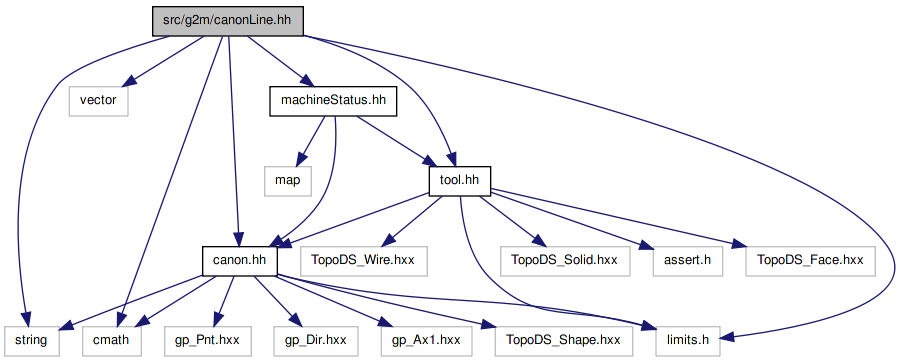 src/g2m/canonLine.hh
vector
machineStatus.hh
map
tool.hh
canon.hh
TopoDS_Wire.hxx
TopoDS_Solid.hxx
assert.h
TopoDS_Face.hxx
string
cmath
gp_Pnt.hxx
gp_Dir.hxx
gp_Ax1.hxx
TopoDS_Shape.hxx
limits.h